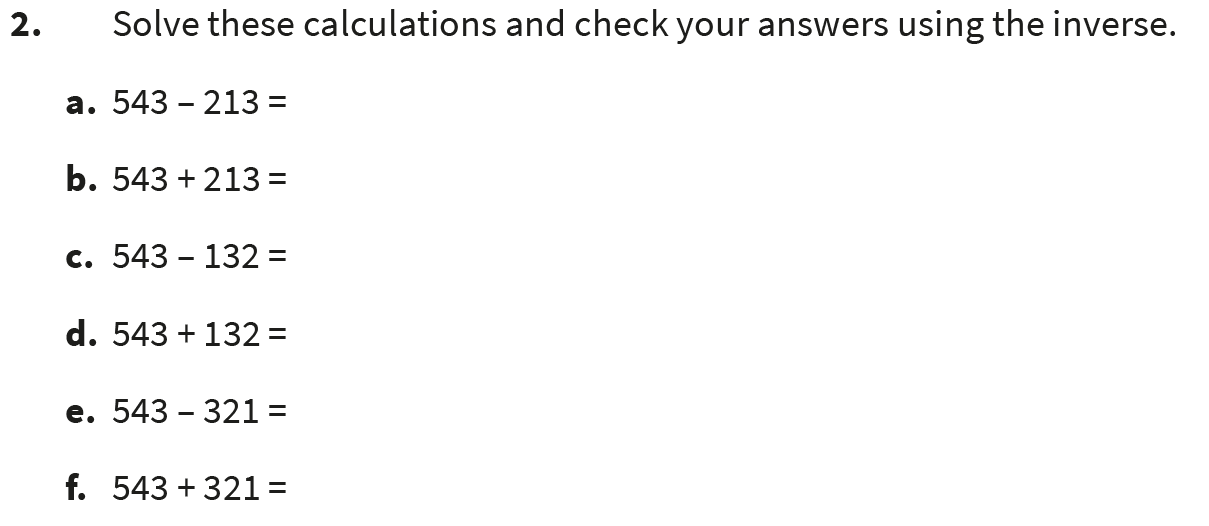 2. Solve these calculations and check your answers using the inverse.
a. 543 – 213 =
b. 543 + 213 =
c. 543 – 132 =
d. 543 + 132 =
e. 543 – 321 =
f. 543 + 321 =